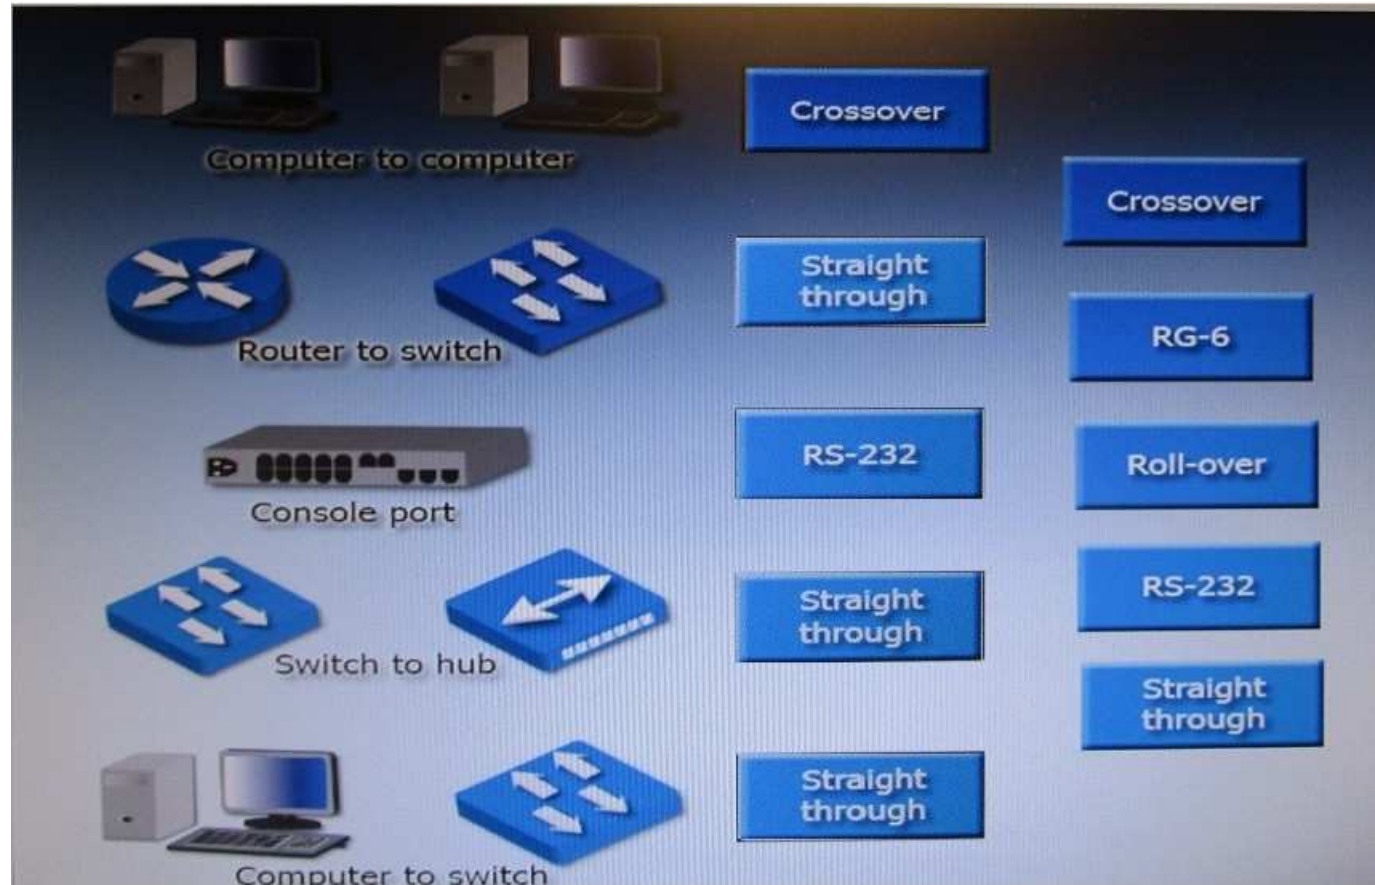 Crossover
Computer to computer
Crossover
Straight
through
Router to switch
RG-6
RS-232
Roll-over
Console port
RS-232
Straight
through
Switch to hub
Straight
through
Straight
through
Computer to switch